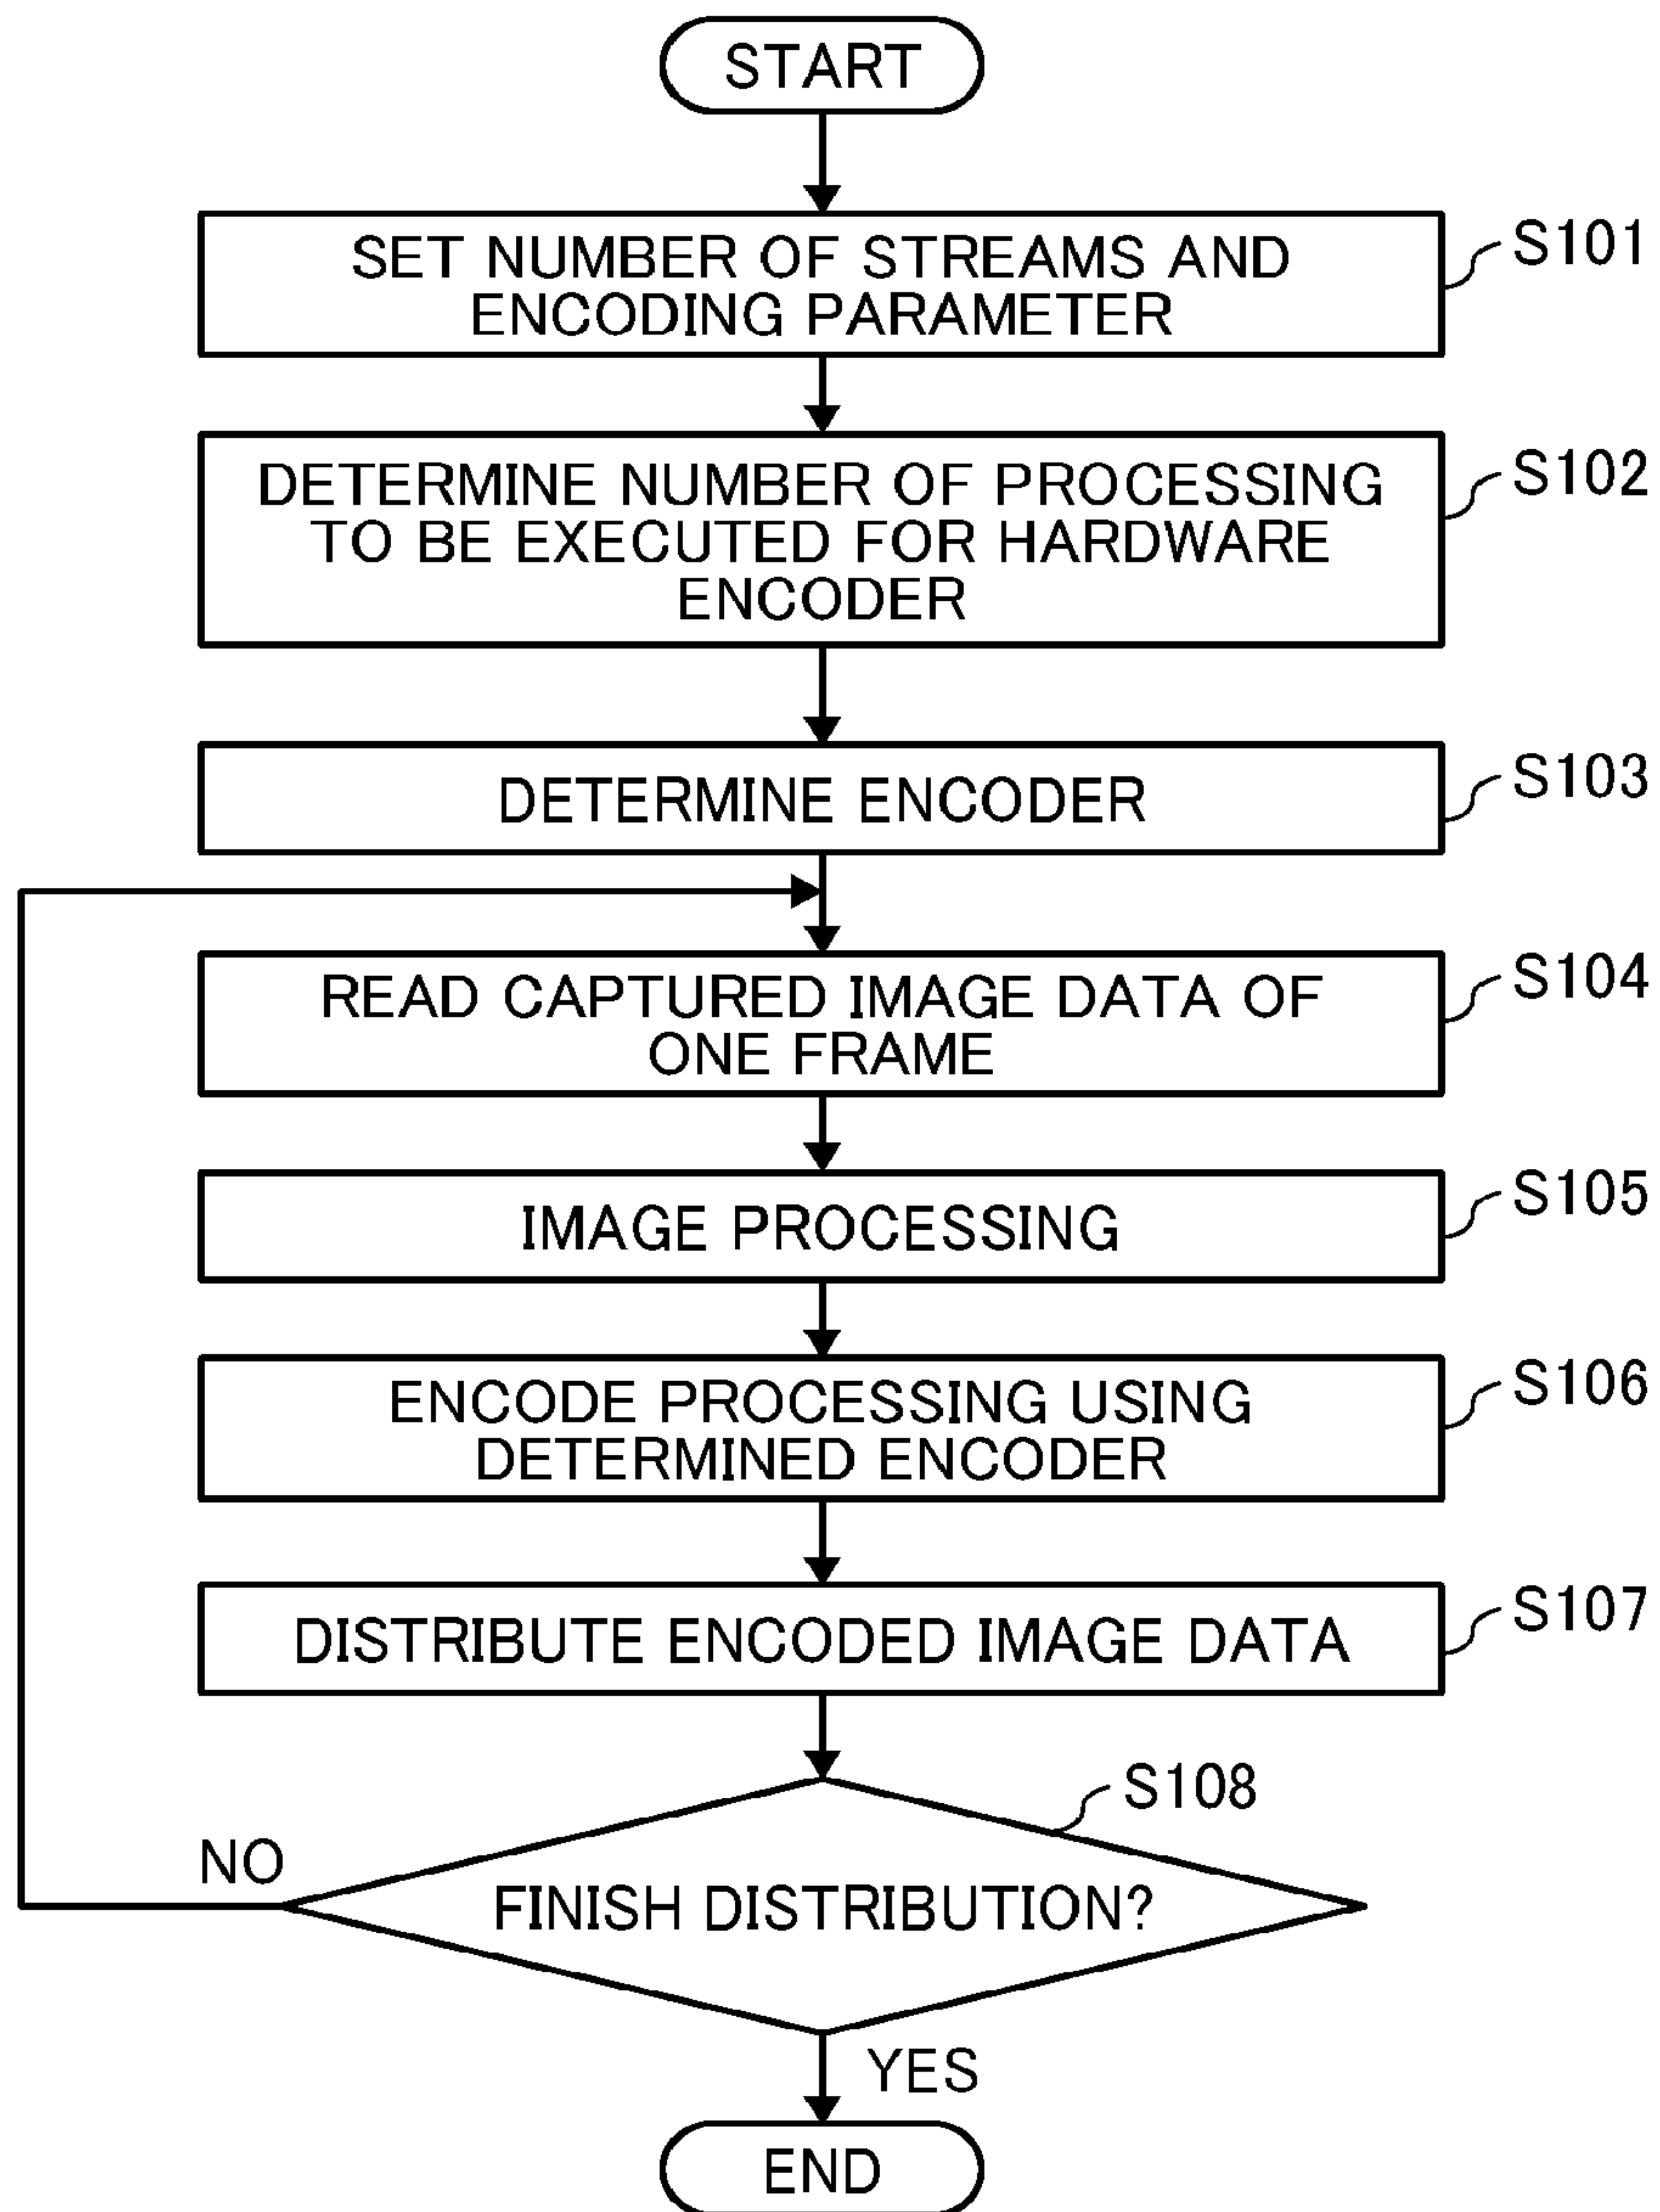 START
SET NUMBER OF STREAMS AND
ENCODING PARAMETER
S101
DETERMINE NUMBER OF PROCESSING
TO BE EXECUTED FOR HARDWARE
ENCODER
S102
DETERMINE ENCODER
S103
READ CAPTURED IMAGE DATA OF
ONE FRAME
S104
IMAGE PROCESSING
S105
ENCODE PROCESSING USING
DETERMINED ENCODER
S106
DISTRIBUTE ENCODED IMAGE DATA
S107
S108
NO
FINISH DISTRIBUTION?
YES
END